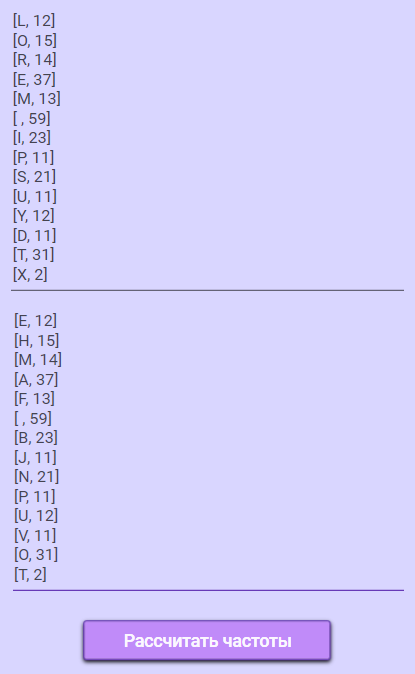 [L, 12]
[O, 15]
[R, 14]
[E, 37]
[M, 13]
[ , 59]
[I, 23]
[P, 11]
[S, 21]
[U, 11]
[Y, 12]
[D, 11]
[T, 31]
[X, 2]
[E, 12]
[H, 15]
[M, 14]
[A, 37]
[F, 13]
[ , 59]
[B, 23]
[J, 11]
[N, 21]
[P, 11]
[U, 12]
[V, 11]
[O, 31]
[T, 2]
Рассчитать частоты